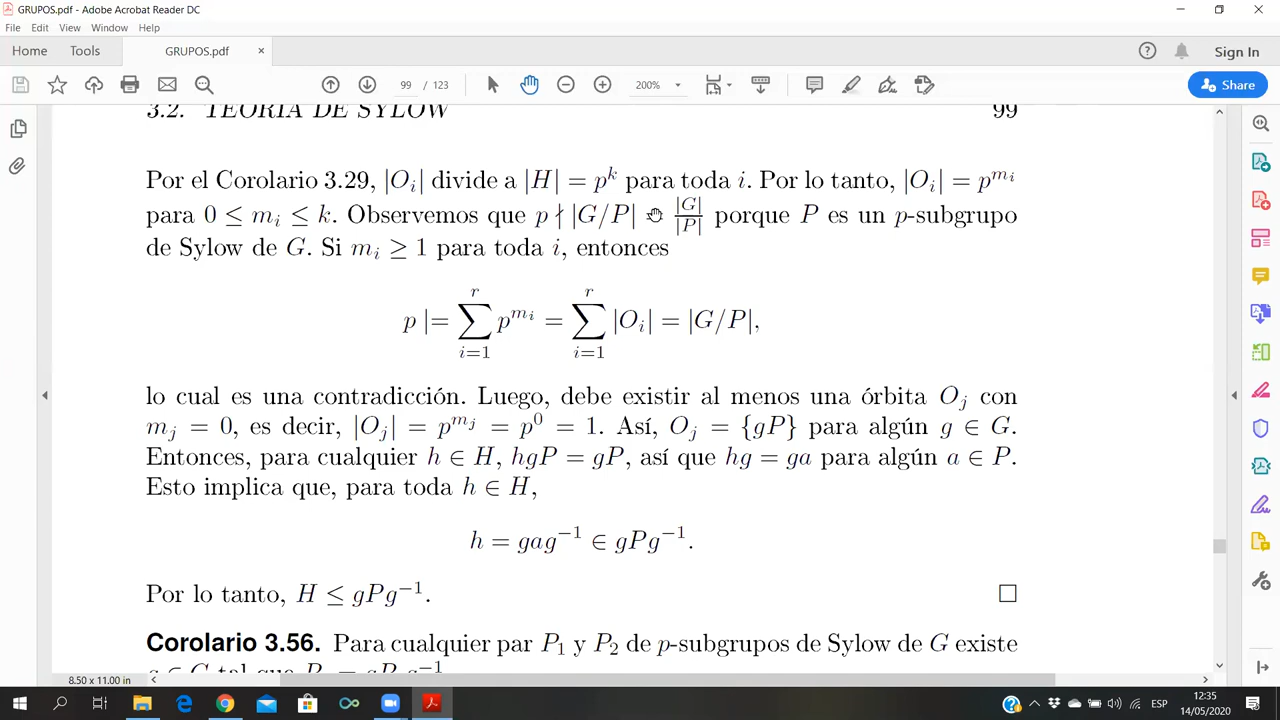 GRUPOS.pdf - Adobe Acrobat Reader DC
File Edit View Window Help
Home Tools GRUPOS.pdf × Sign In
99 / 123 200% Share
3.2. TEORÍA DE SYLOW 99
Por el Corolario 3.29, |O_i| divide a |H| = p^k para toda i. Por lo tanto, |O_i| = p^{m_i}
para 0 ≤ m_i ≤ k. Observemos que p ∤ |G/P| |G|/|P| porque P es un p-subgrupo
de Sylow de G. Si m_i ≥ 1 para toda i, entonces
p |= ∑_{i=1}^{r} p^{m_i} = ∑_{i=1}^{r} |O_i| = |G/P|,
lo cual es una contradicción. Luego, debe existir al menos una órbita O_j con
m_j = 0, es decir, |O_j| = p^{m_j} = p^0 = 1. Así, O_j = {gP} para algún g ∈ G.
Entonces, para cualquier h ∈ H, hgP = gP, así que hg = ga para algún a ∈ P.
Esto implica que, para toda h ∈ H,
h = gag^{-1} ∈ gPg^{-1}.
Por lo tanto, H ≤ gPg^{-1}. □
Corolario 3.56. Para cualquier par P_1 y P_2 de p-subgrupos de Sylow de G existe
8.50 x 11.00 in
ESP 12:35
14/05/2020